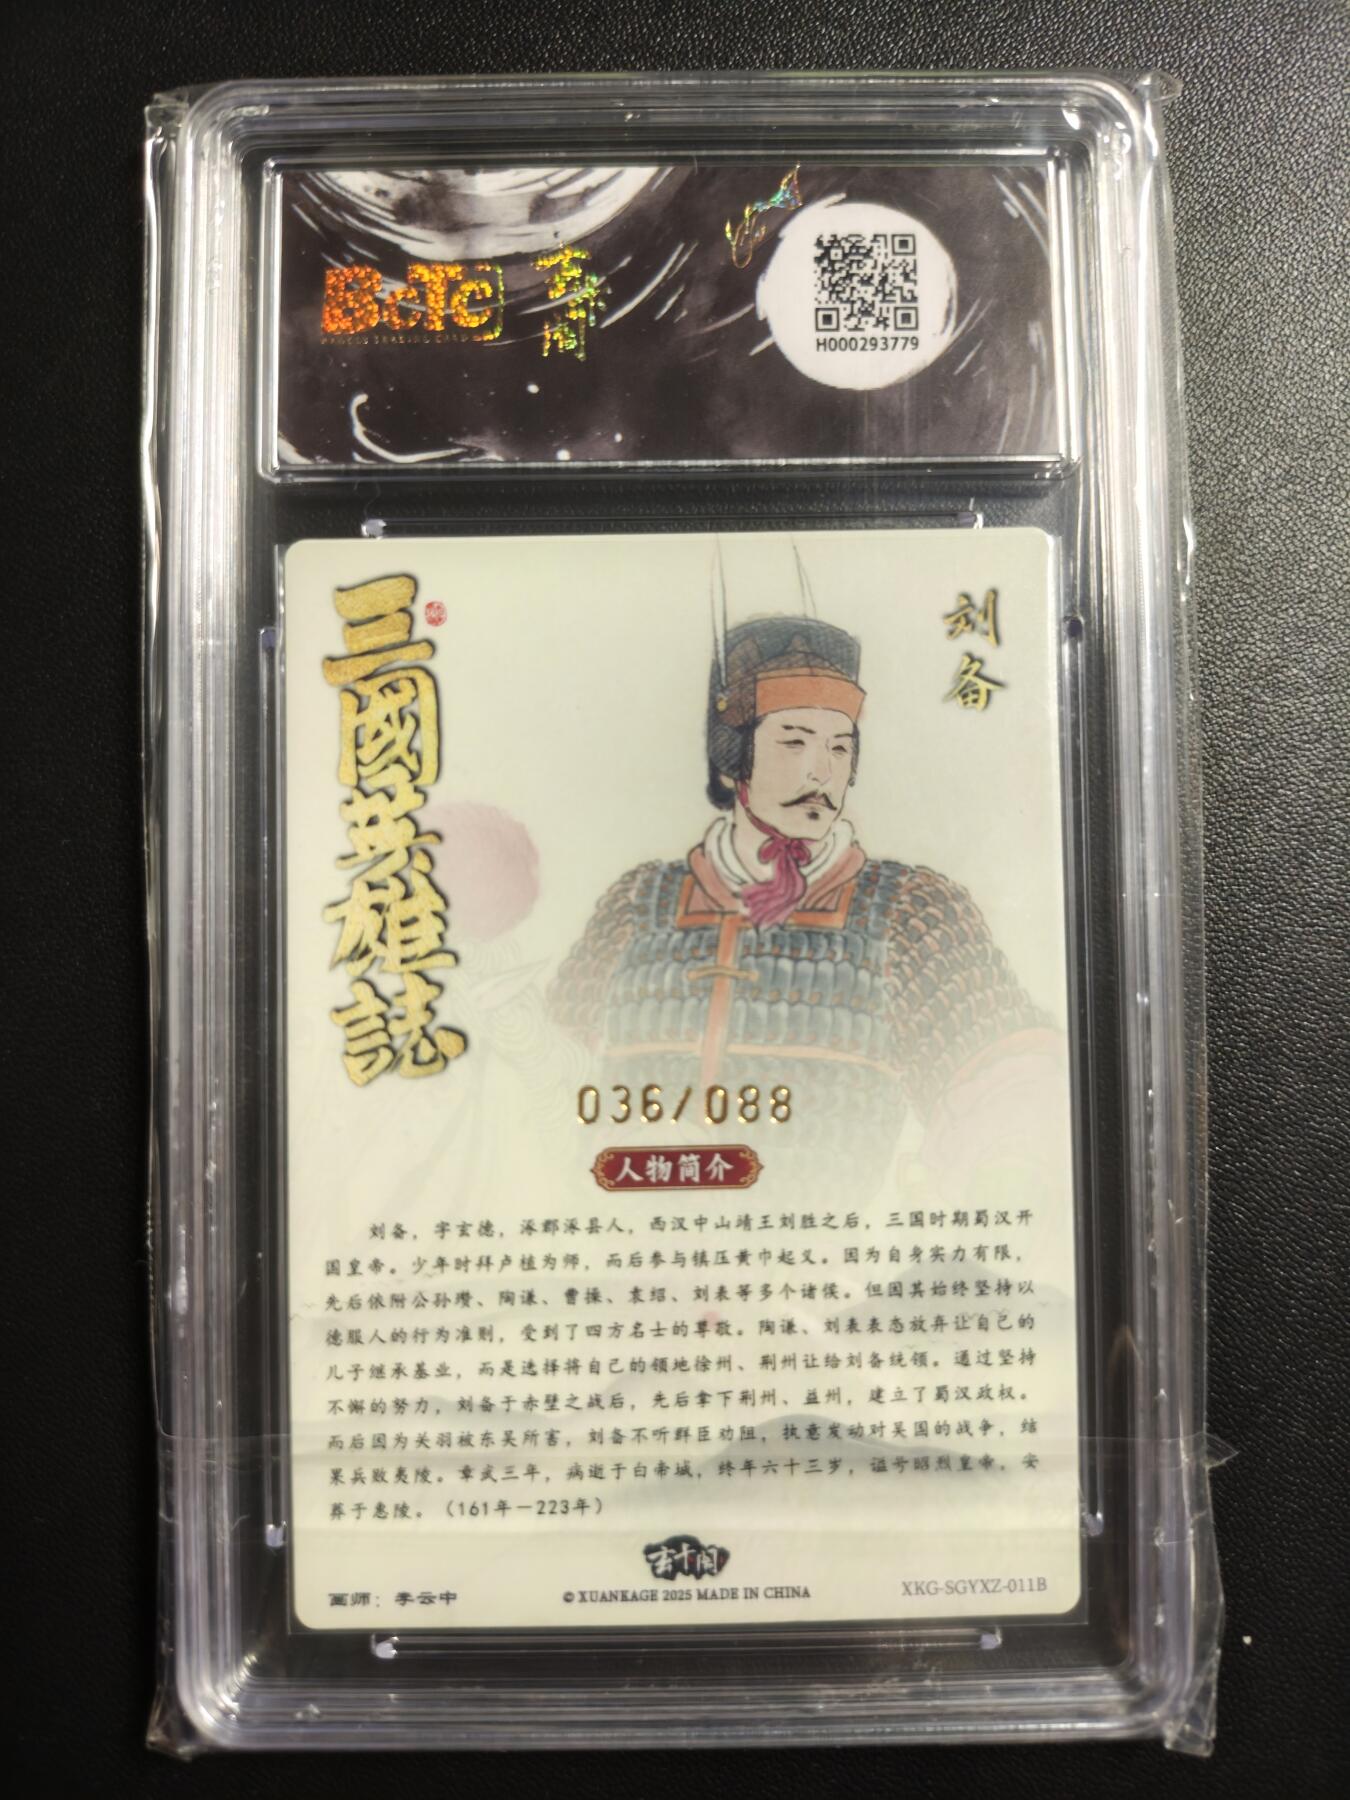 BcTc
玄卡阁
H000293779
三國英雄誌
刘备
036/088
人物简介
刘备，字玄德，涿郡涿县人，西汉中山靖王刘胜之后，三国时期蜀汉开
国皇帝。少年时拜卢植为师，而后参与镇压黄巾起义。因为自身实力有限，
先后依附公孙瓒、陶谦、曹操、袁绍、刘表等多个诸侯。但因其始终坚持以
德服人的行为准则，受到了四方名士的尊敬。陶谦、刘表表态放弃让自己的
儿子继承基业，而是选择将自己的领地徐州、荆州让给刘备统领。通过坚持
不懈的努力，刘备于赤壁之战后，先后拿下荆州、益州，建立了蜀汉政权。
而后因为关羽被东吴所害，刘备不听群臣劝阻，执意发动对吴国的战争，结
果兵败夷陵。章武三年，病逝于白帝城，终年六十三岁，谥号昭烈皇帝，安
葬于惠陵。（161年－223年）
玄卡阁
画师：李云中
© XUANKAGE 2025 MADE IN CHINA
XKG-SGYXZ-011B